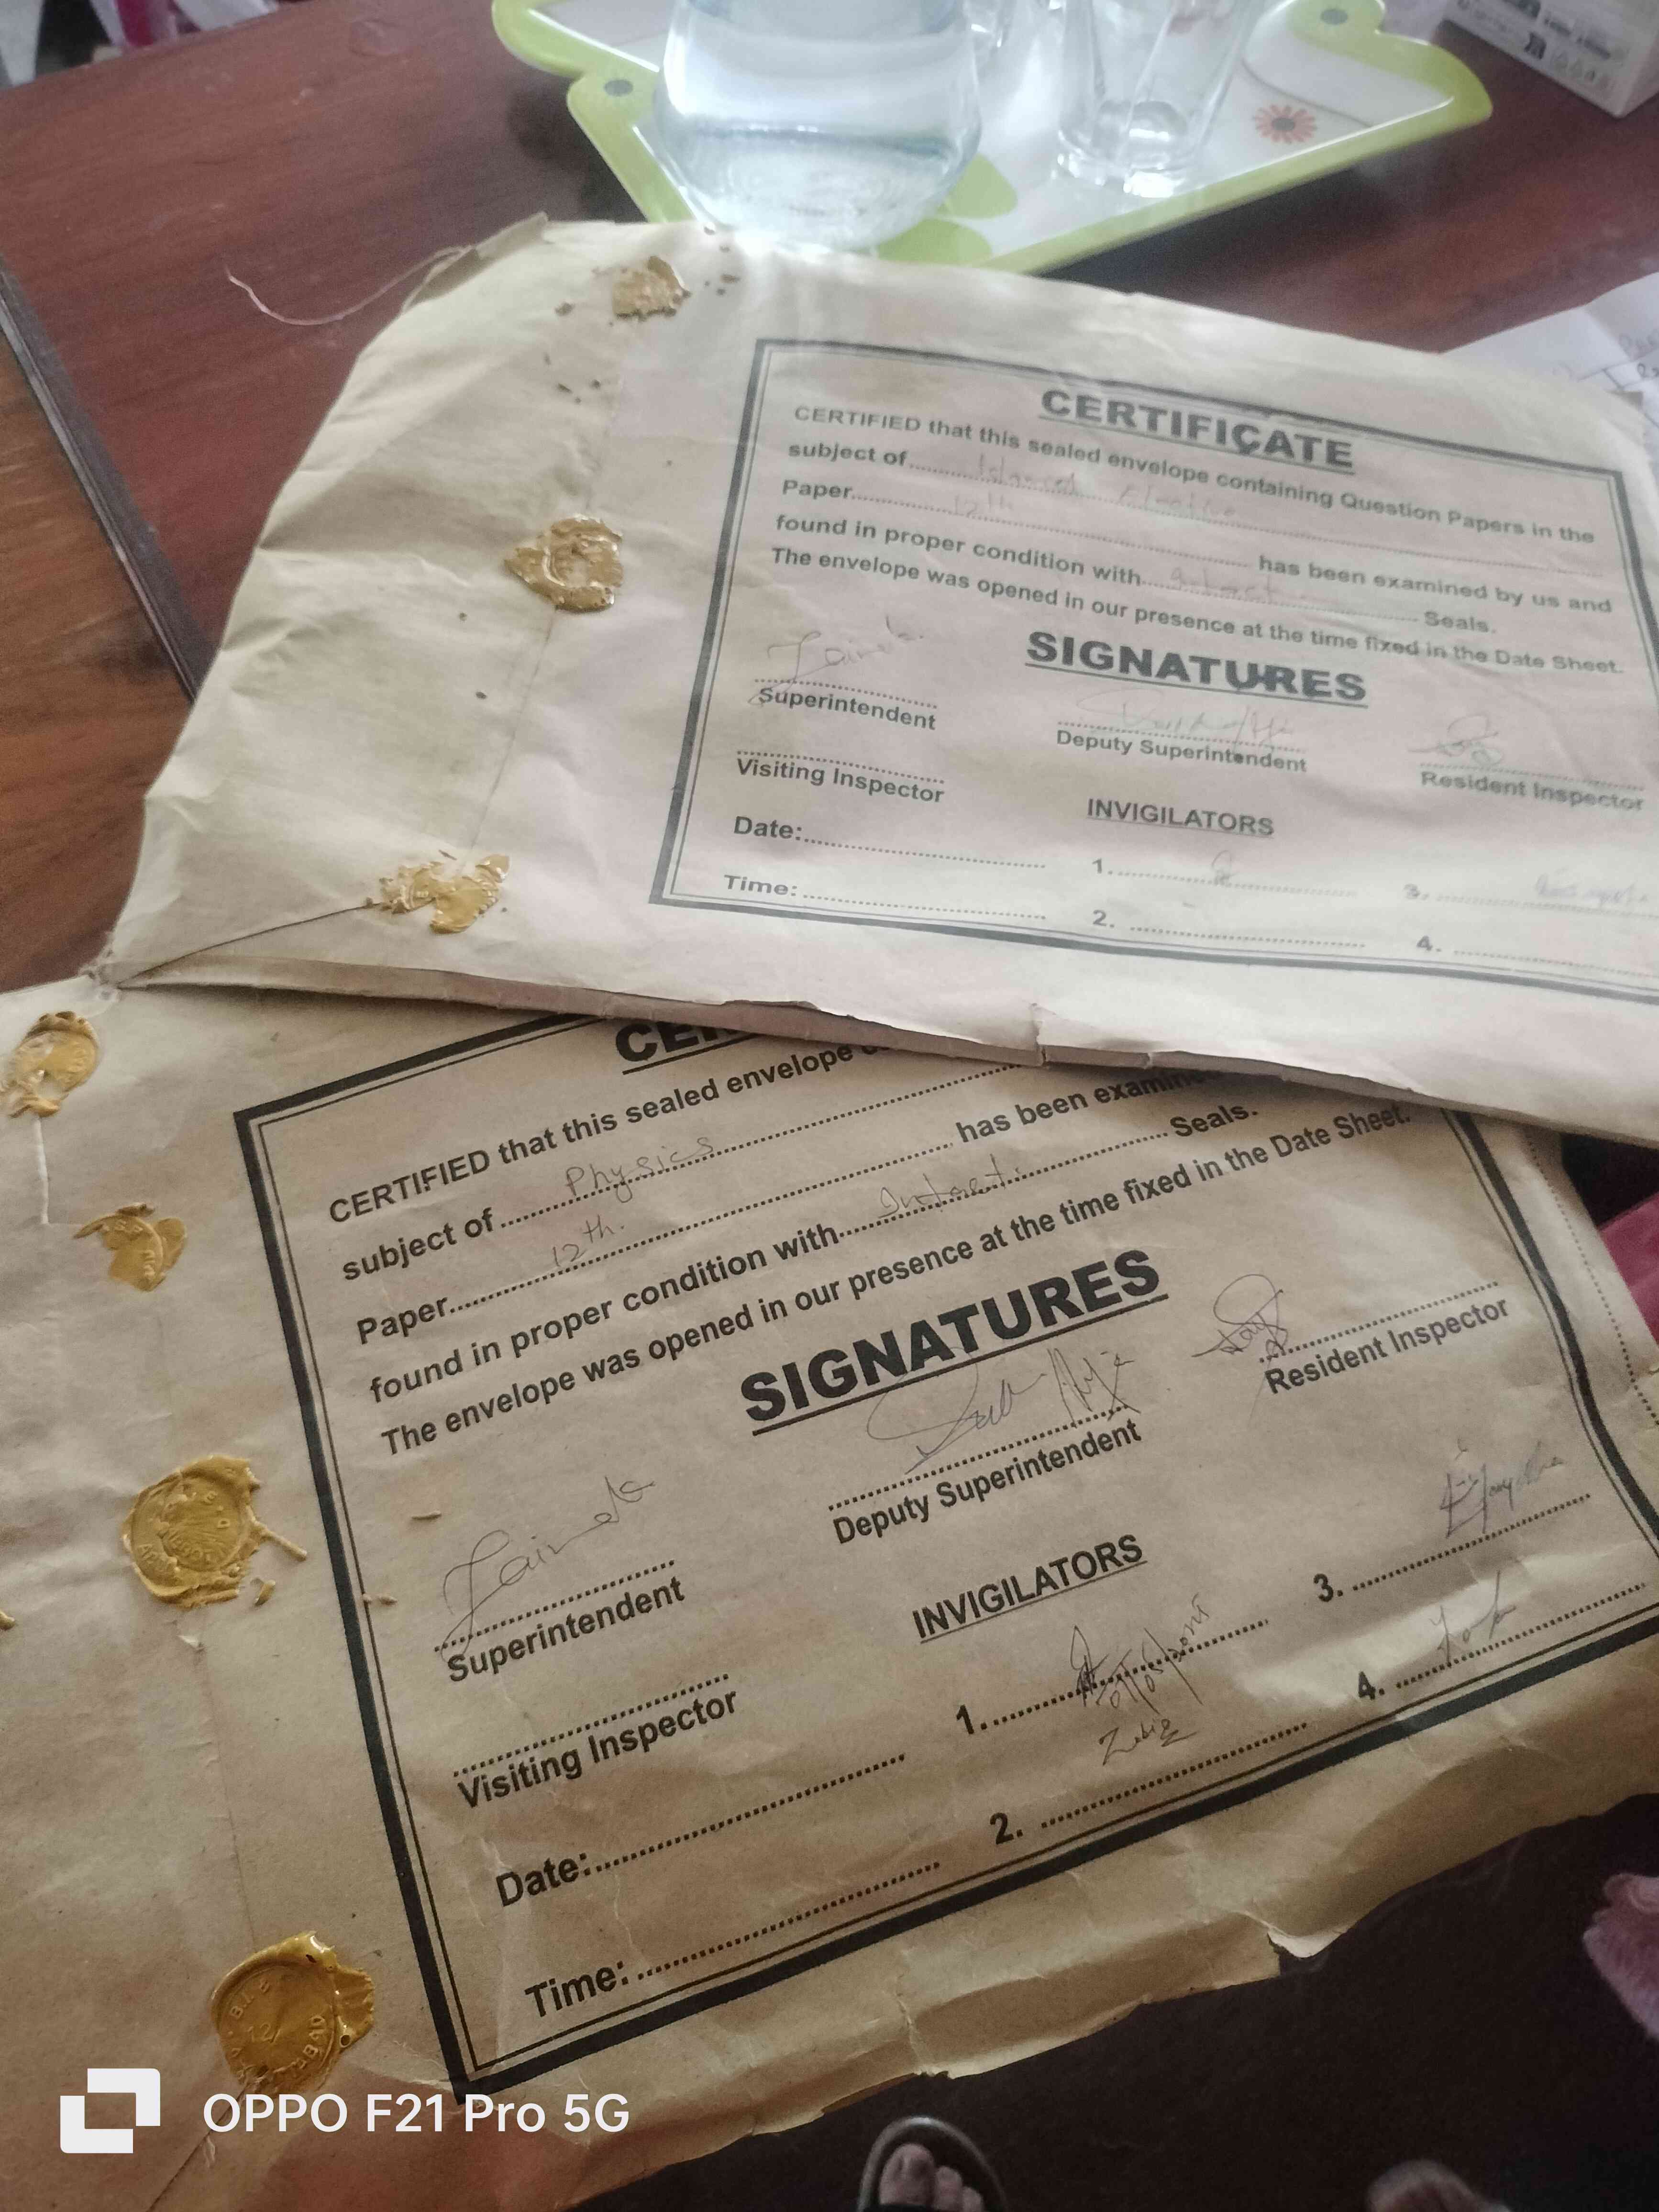 CERTIFICATE
CERTIFIED that this sealed envelope containing Question Papers in the
subject of
Paper 12th has been examined by us and
found in proper condition with Intact Seals.
The envelope was opened in our presence at the time fixed in the Date Sheet.
SIGNATURES
Zainab
Superintendent
Deputy Superintendent
Resident Inspector
Visiting Inspector
INVIGILATORS
Date:
1.
3.
Time:
2.
4.
CERTIFIED that this sealed envelope
subject of Physics
Paper 12th. has been
found in proper condition with Intact. Seals.
The envelope was opened in our presence at the time fixed in the Date Sheet.
SIGNATURES
Zainab
Superintendent
Deputy Superintendent
Resident Inspector
Visiting Inspector
INVIGILATORS
Date:
1.
3.
Time:
2.
4.
OPPO F21 Pro 5G